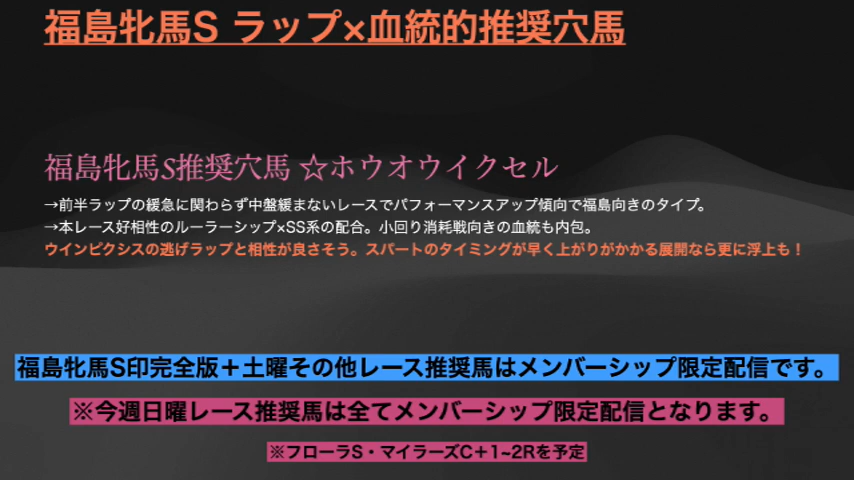 福島牝馬S ラップ×血統的推奨穴馬
福島牝馬S推奨穴馬 ☆ホウオウイクセル
→前半ラップの緩急に関わらず中盤緩まないレースでパフォーマンスアップ傾向で福島向きのタイプ。
→本レース好相性のルーラーシップ×SS系の配合。小回り消耗戦向きの血統も内包。
ウインピクシスの逃げラップと相性が良さそう。スパートのタイミングが早く上がりがかかる展開なら更に浮上も！
福島牝馬S印完全版＋土曜その他レース推奨馬はメンバーシップ限定配信です。
※今週日曜レース推奨馬は全てメンバーシップ限定配信となります。
※フローラS・マイラーズC＋1~2Rを予定